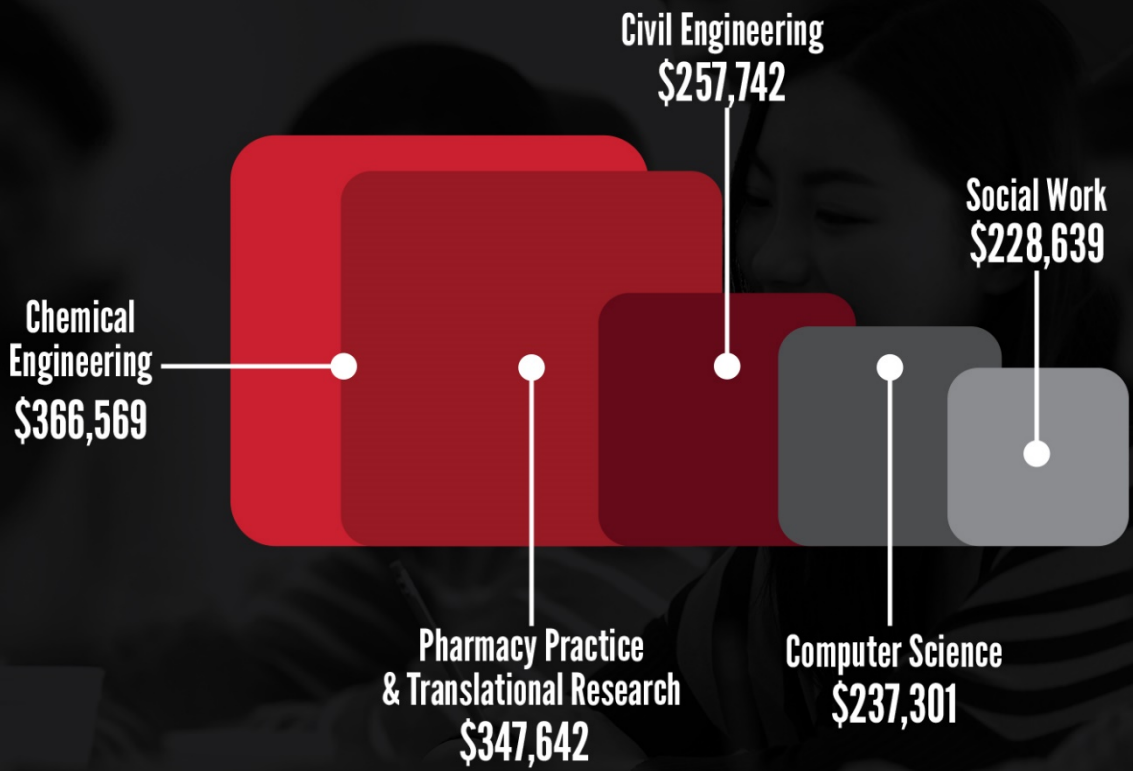 Civil Engineering
$257,742
Social Work
$228,639
Chemical
Engineering
$366,569
Pharmacy Practice
& Translational Research
$347,642
Computer Science
$237,301